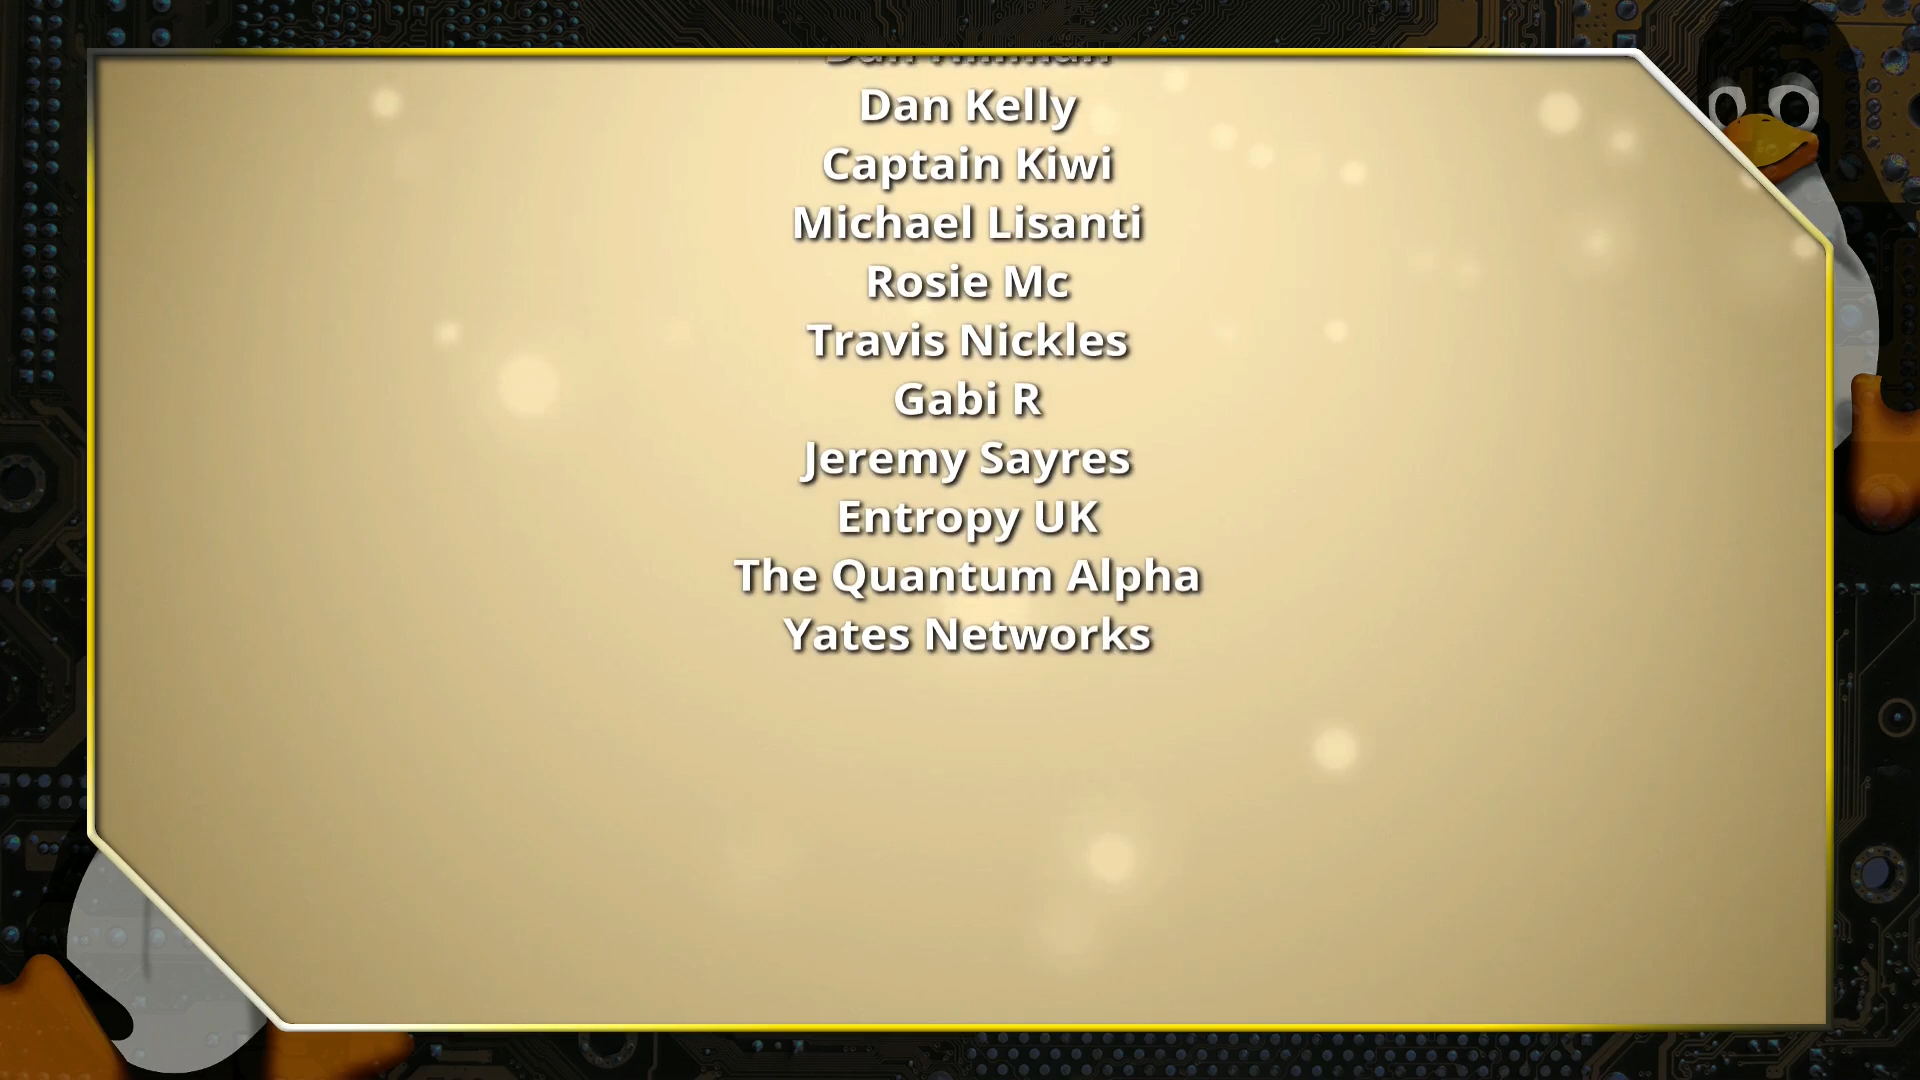 Dan Kelly
Captain Kiwi
Michael Lisanti
Rosie Mc
Travis Nickles
Gabi R
Jeremy Sayres
Entropy UK
The Quantum Alpha
Yates Networks